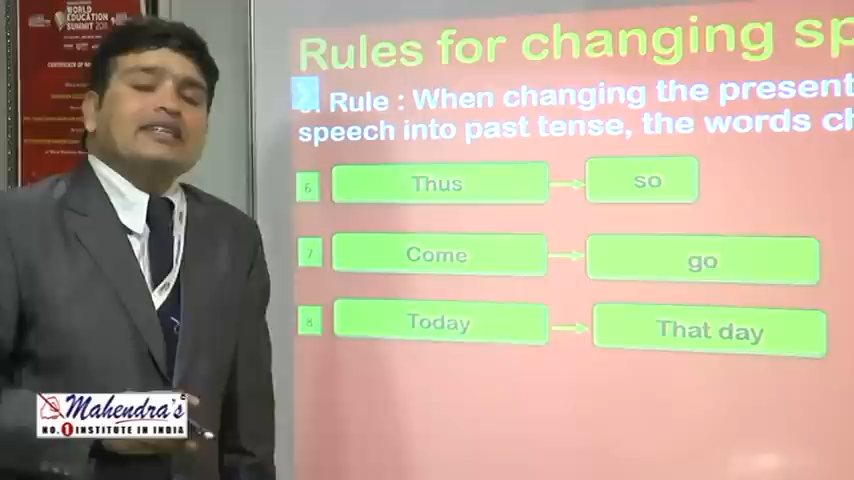 WORLD
EDUCATION
SUMMIT 2011
Rules for changing sp
Rule : When changing the present
speech into past tense, the words ch
6 Thus so
7 Come go
8 Today That day
Mahendra's
NO. 1 INSTITUTE IN INDIA